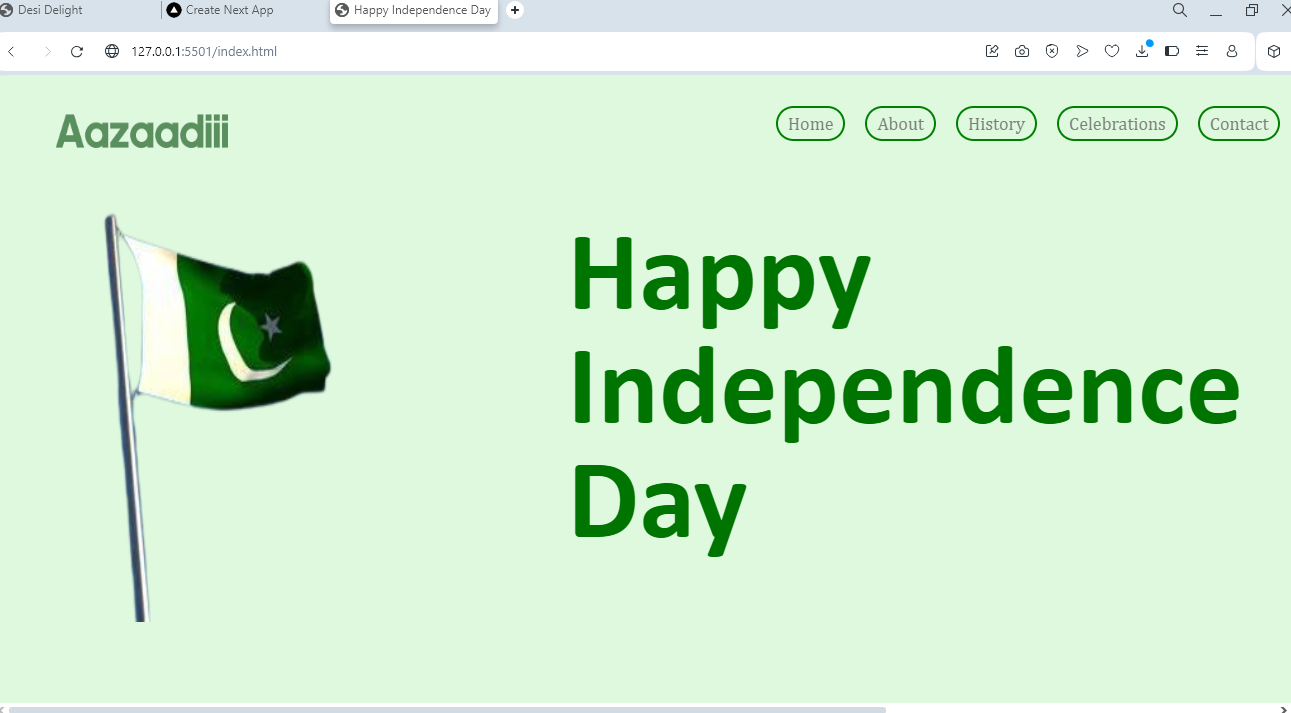 Desi Delight
Create Next App
Happy Independence Day
127.0.0.1:5501/index.html
Aazaadiii
Home
About
History
Celebrations
Contact
Happy
Independence
Day